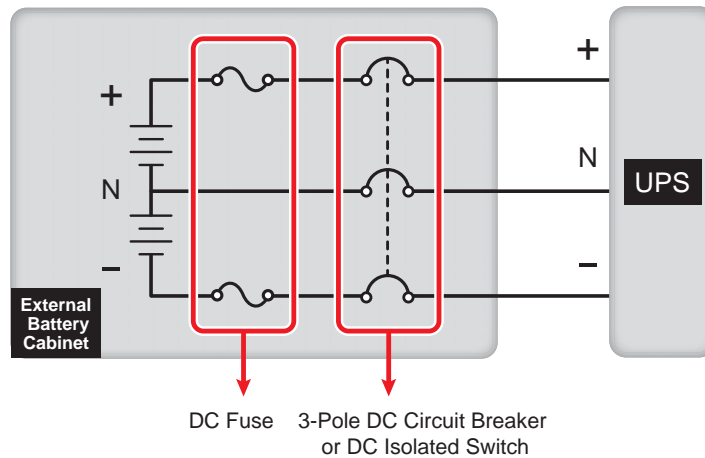 +
+
N
N
UPS
–
–
External
Battery
Cabinet
DC Fuse
3-Pole DC Circuit Breaker
or DC Isolated Switch